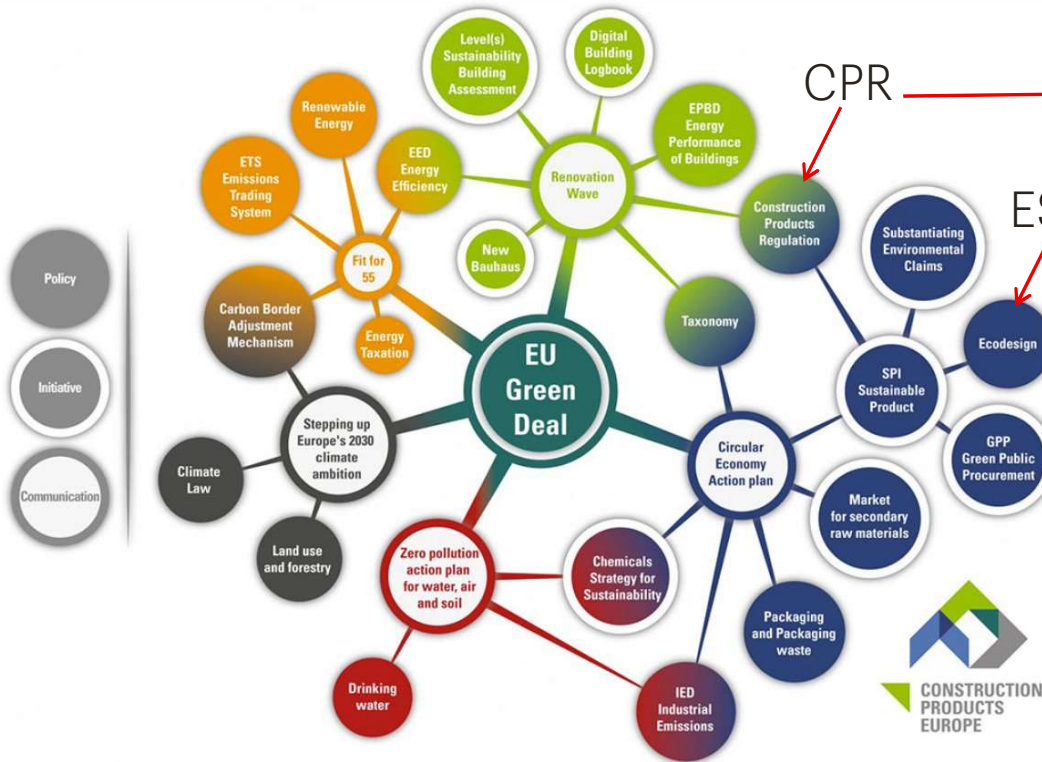 Level(s)
Sustainability
Building
Assessment
Digital
Building
Logbook
CPR
Renewable
Energy
EPBD
Energy
Performance
of Buildings
ETS
Emissions
Trading
System
EED
Energy
Efficiency
Renovation
Wave
Construction
Products
Regulation
ES
Substantiating
Environmental
Claims
Policy
Fit for
55
New
Bauhaus
Carbon Border
Adjustment
Mechanism
Energy
Taxation
Taxonomy
Ecodesign
EU
Green
Deal
Initiative
SPI
Sustainable
Product
Stepping up
Europe's 2030
climate
ambition
Circular
Economy
Action plan
GPP
Green Public
Procurement
Climate
Law
Communication
Market
for secondary
raw materials
Land use
and forestry
Zero pollution
action plan
for water, air
and soil
Chemicals
Strategy for
Sustainability
Packaging
and Packaging
waste
Drinking
water
IED
Industrial
Emissions
CONSTRUCTION
PRODUCTS
EUROPE